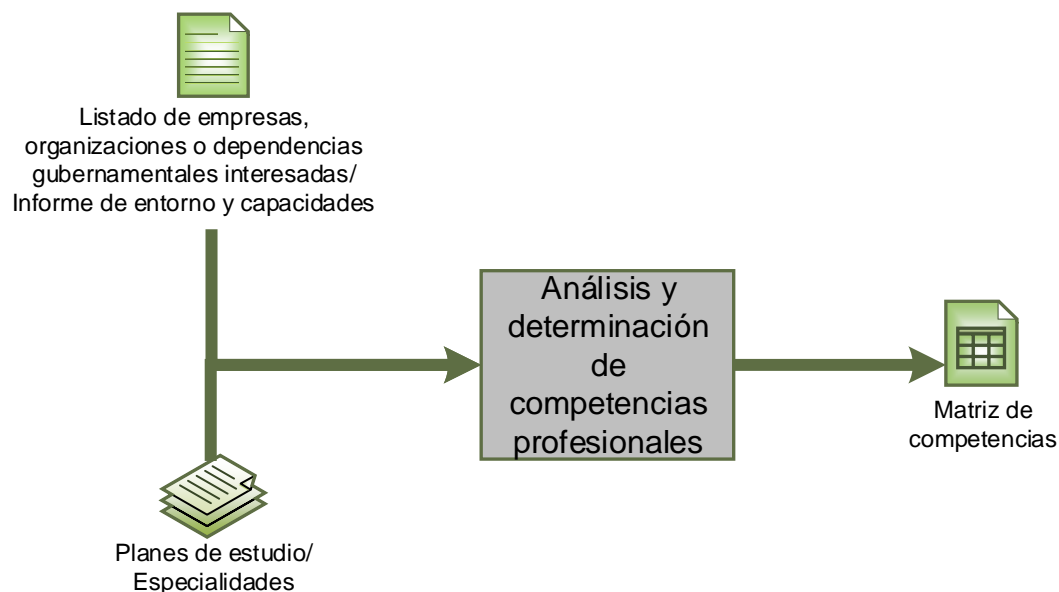 Listado de empresas,
organizaciones o dependencias
gubernamentales interesadas/
Informe de entorno y capacidades
Análisis y
determinación
de
competencias
profesionales
Matriz de
competencias
Planes de estudio/
Especialidades